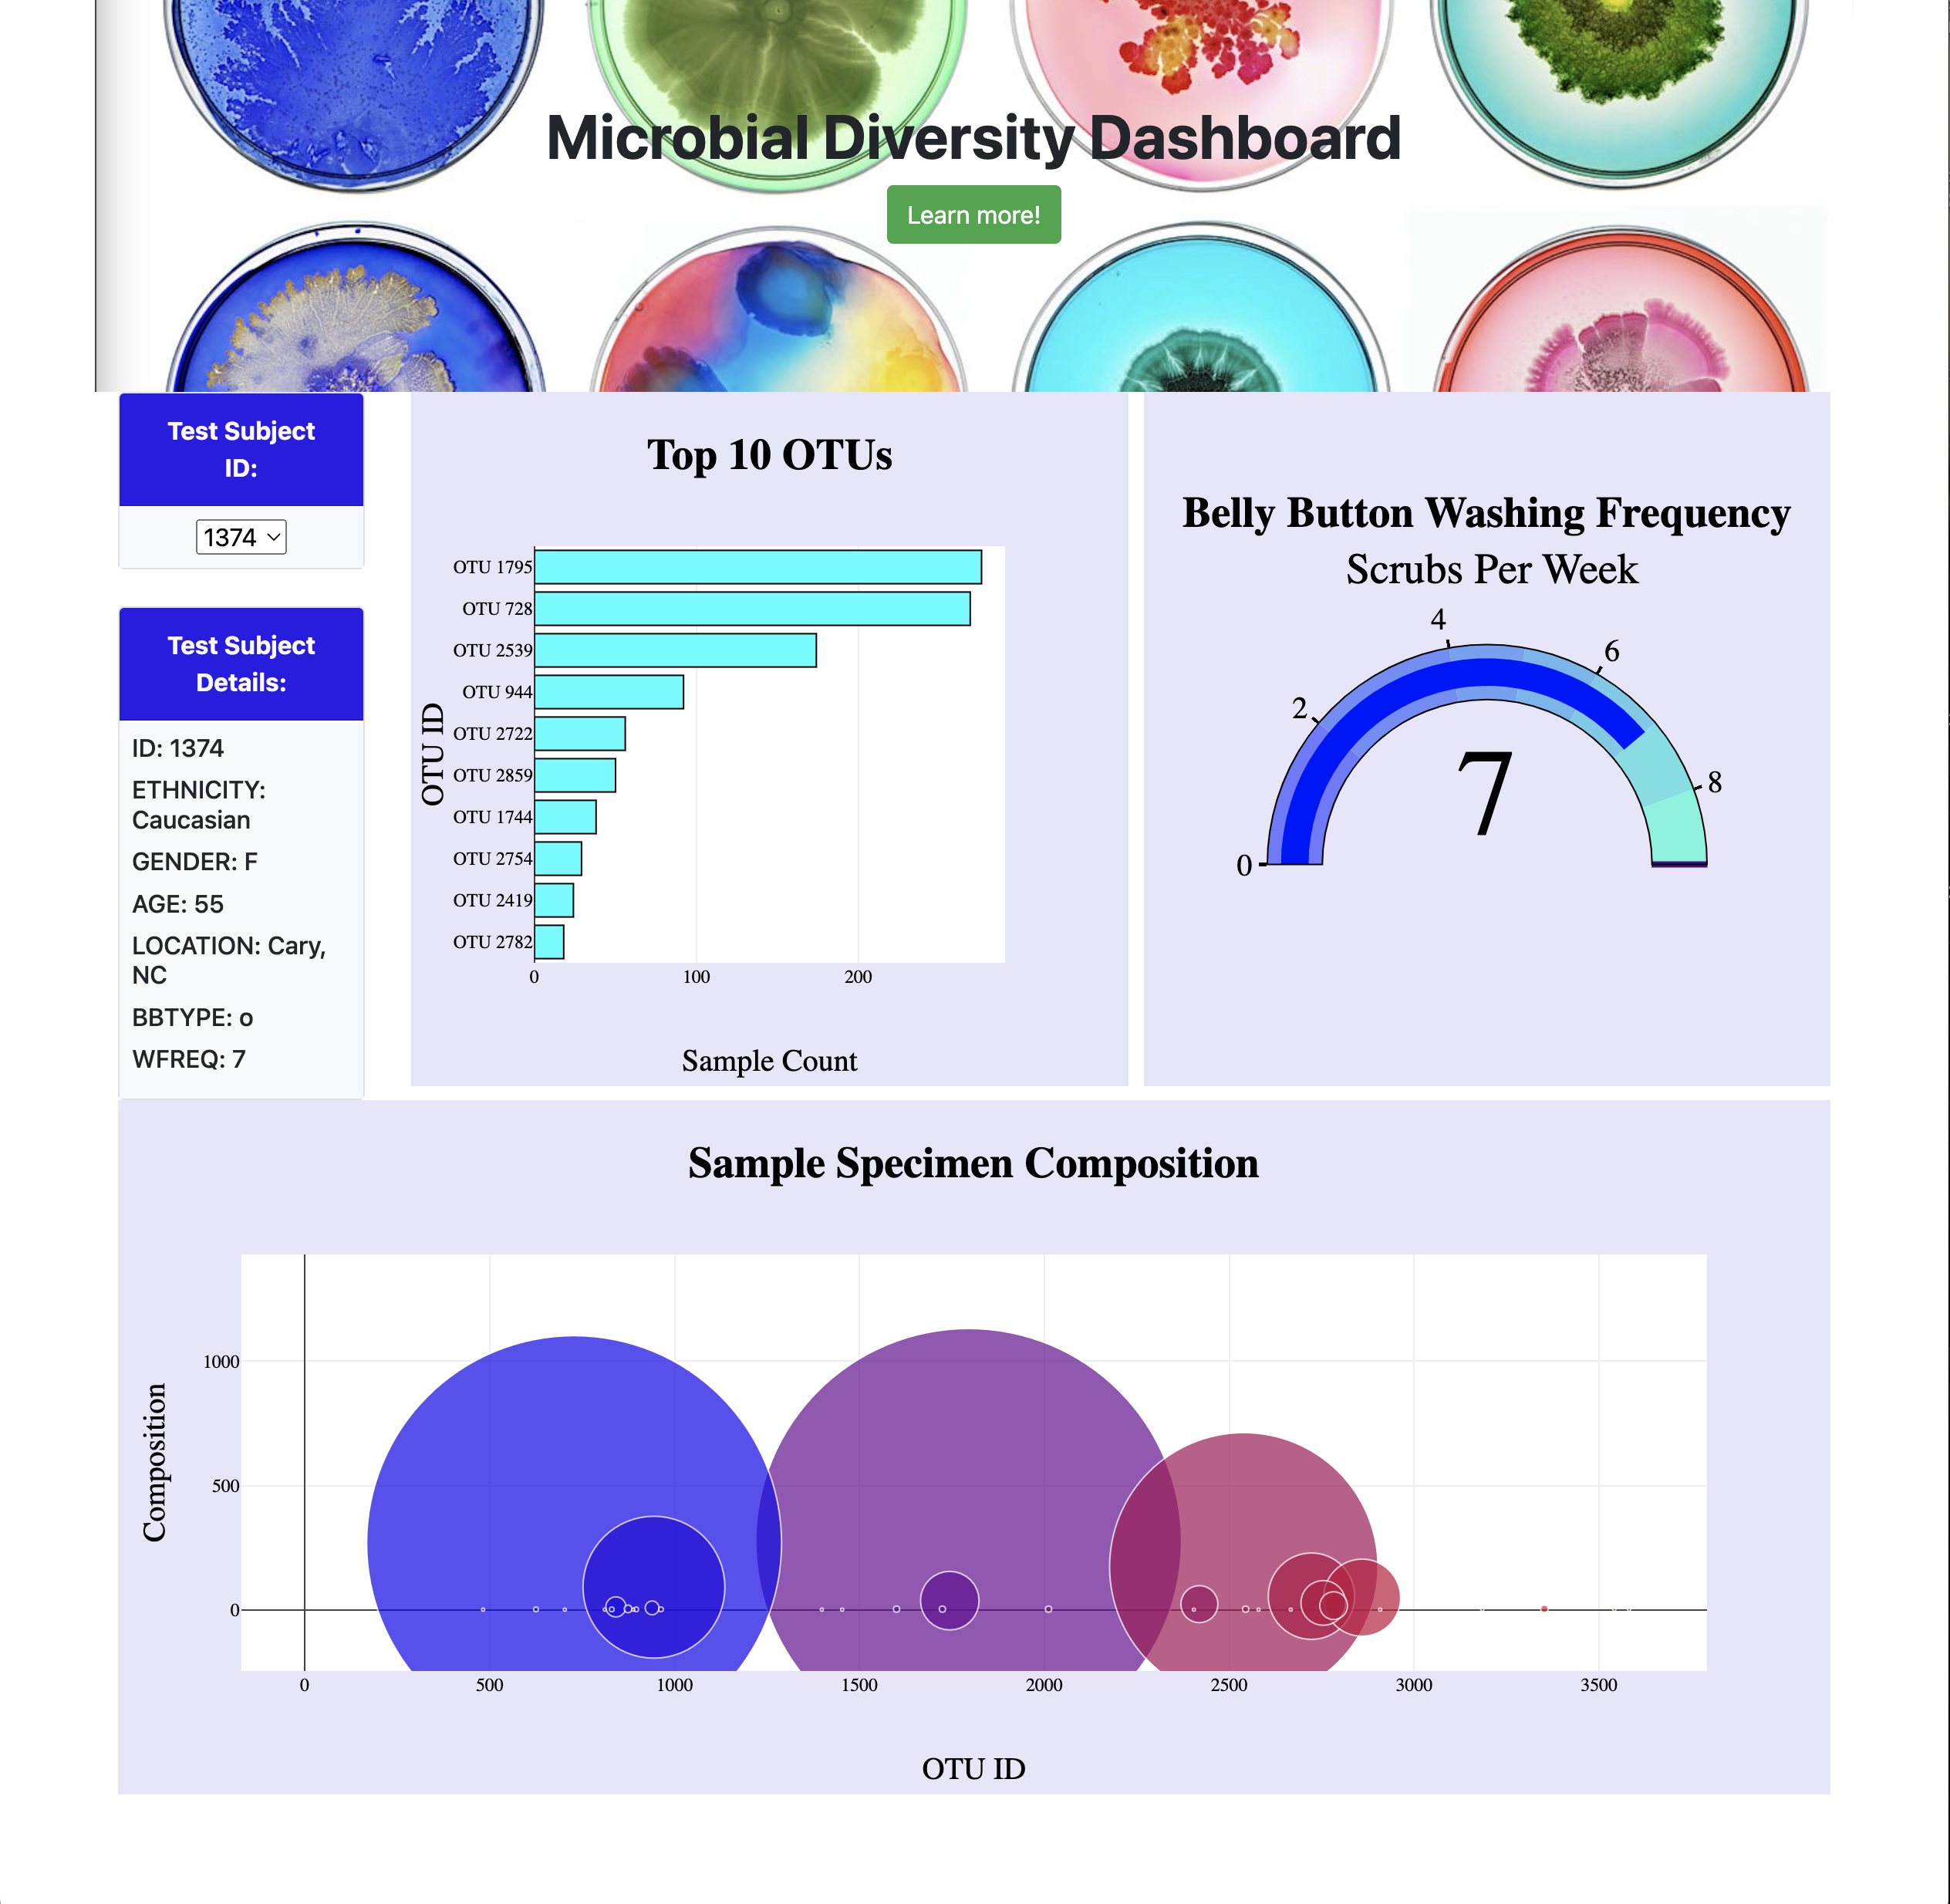 Microbial Diversity Dashboard
Learn more!
Test Subject
ID:
1374
Test Subject
Details:
ID: 1374
ETHNICITY:
Caucasian
GENDER: F
AGE: 55
LOCATION: Cary,
NC
BBTYPE: o
WFREQ: 7
Top 10 OTUs
OTU ID
OTU 1795
OTU 728
OTU 2539
OTU 944
OTU 2722
OTU 2859
OTU 1744
OTU 2754
OTU 2419
OTU 2782
0 100 200
Sample Count
Belly Button Washing Frequency
Scrubs Per Week
0
2
4
6
8
7
Sample Specimen Composition
Composition
1000
500
0
0 500 1000 1500 2000 2500 3000 3500
OTU ID